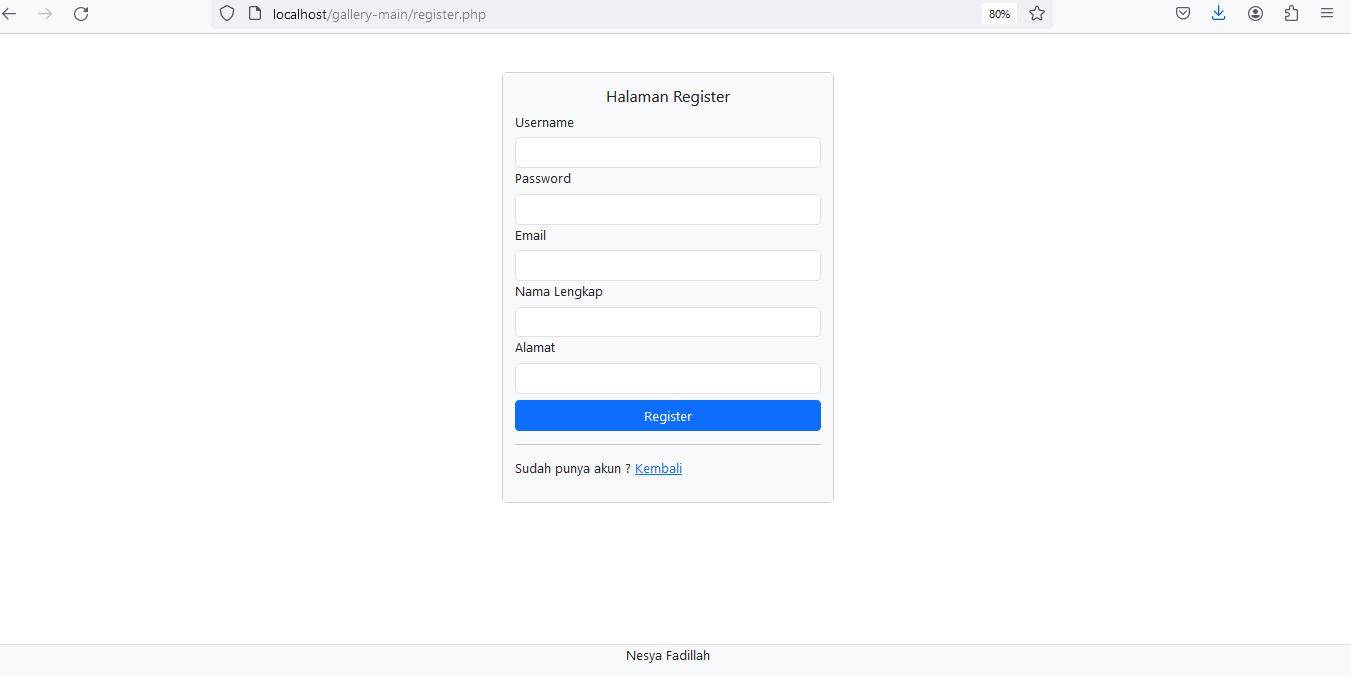 localhost/gallery-main/register.php
80%
Halaman Register
Username
Password
Email
Nama Lengkap
Alamat
Register
Sudah punya akun ? Kembali
Nesya Fadillah